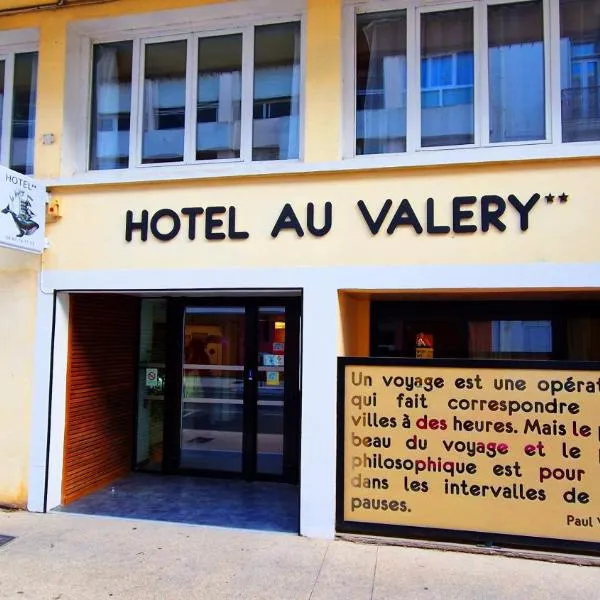 HOTEL AU VALERY**
HOTEL**
Un voyage est une opérat
qui fait correspondre
villes à des heures. Mais le
beau du voyage et le
philosophique est pour
dans les intervalles de
pauses.
Paul V